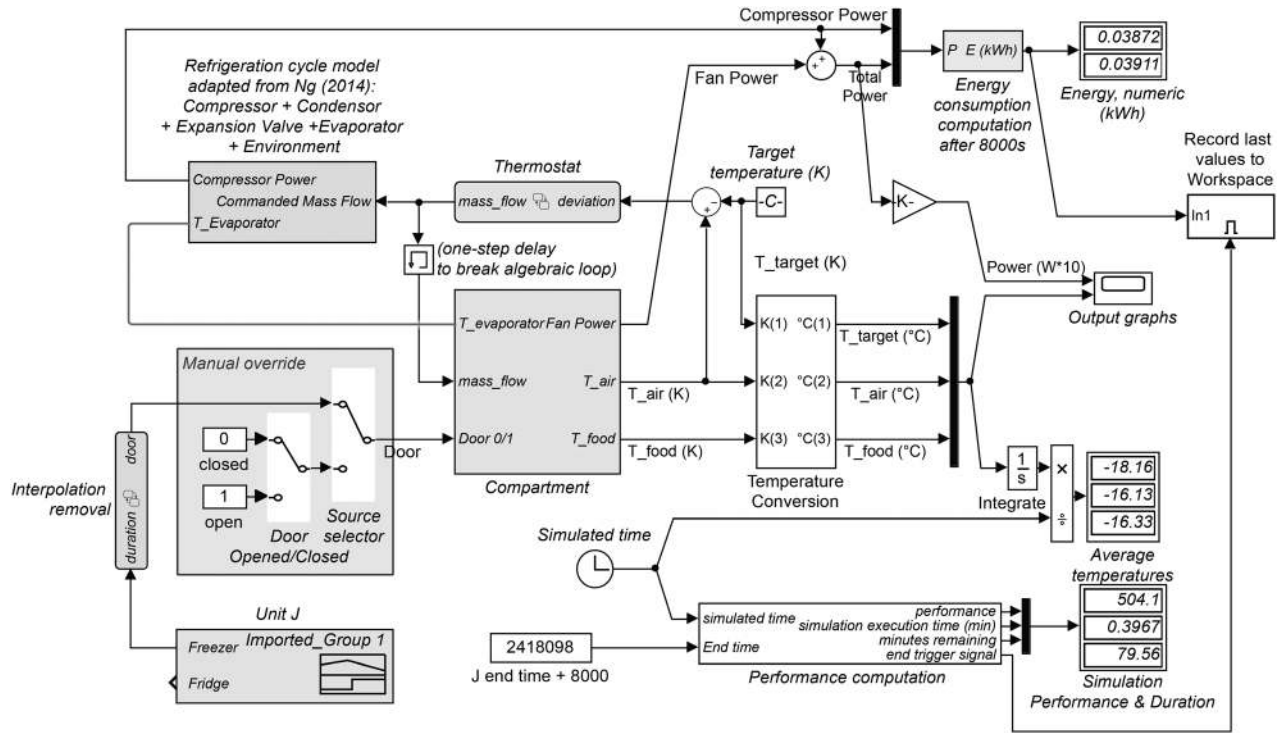 Compressor Power
Fan Power
Total
Power
P E (kWh)
Energy
consumption
computation
after 8000s
0.03872
0.03911
Energy, numeric
(kWh)
Refrigeration cycle model
adapted from Ng (2014):
Compressor + Condensor
+ Expansion Valve +Evaporator
+ Environment
Compressor Power
Commanded Mass Flow
T_Evaporator
Thermostat
mass_flow deviation
+ -
+ +
Target
temperature (K)
-C-
-K-
Record last
values to
Workspace
In1
(one-step delay
to break algebraic loop)
T_target (K)
Power (W*10)
Output graphs
T_evaporator Fan Power
mass_flow T_air
Door 0/1 T_food
Compartment
T_air (K)
T_food (K)
K(1) °C(1)
K(2) °C(2)
K(3) °C(3)
Temperature
Conversion
T_target (°C)
T_air (°C)
T_food (°C)
Manual override
0
closed
1
open
Door
Opened/Closed
Source
selector
Door
Interpolation
removal
duration door
1
s
Integrate
×
÷
-18.16
-16.13
-16.33
Average
temperatures
Simulated time
Unit J
Imported_Group 1
Freezer
Fridge
2418098
J end time + 8000
simulated time
End time
performance
simulation execution time (min)
minutes remaining
end trigger signal
Performance computation
504.1
0.3967
79.56
Simulation
Performance & Duration